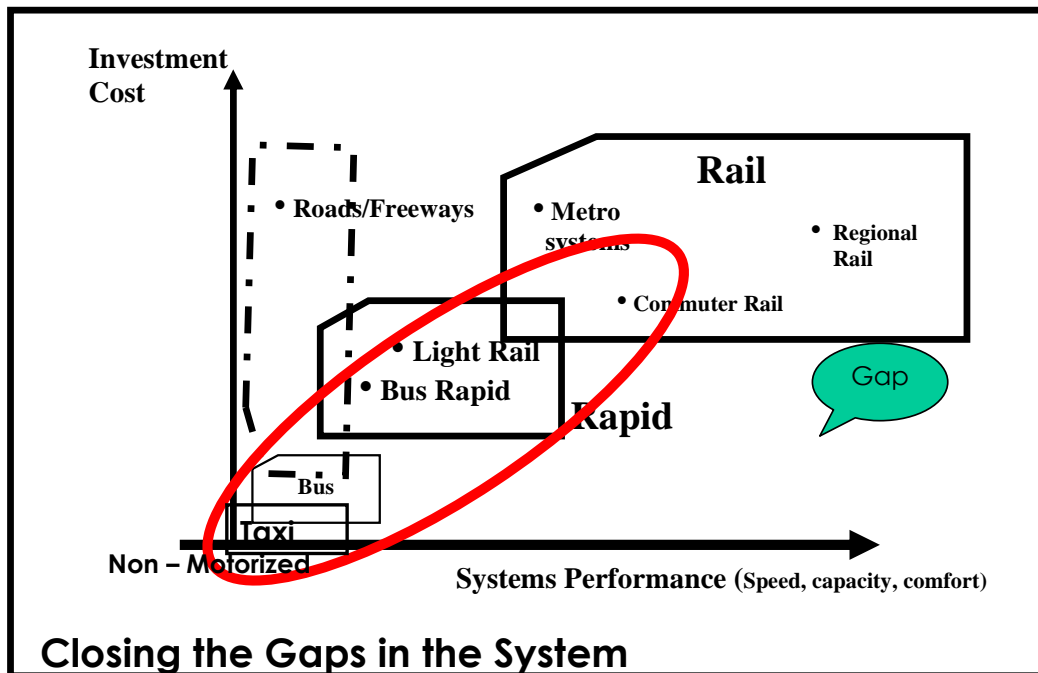 Investment
Cost
Rail
• Roads/Freeways
• Metro
systems
• Regional
Rail
• Commuter Rail
• Light Rail
• Bus Rapid
Gap
Rapid
Bus
Taxi
Non – Motorized
Systems Performance (Speed, capacity, comfort)
Closing the Gaps in the System